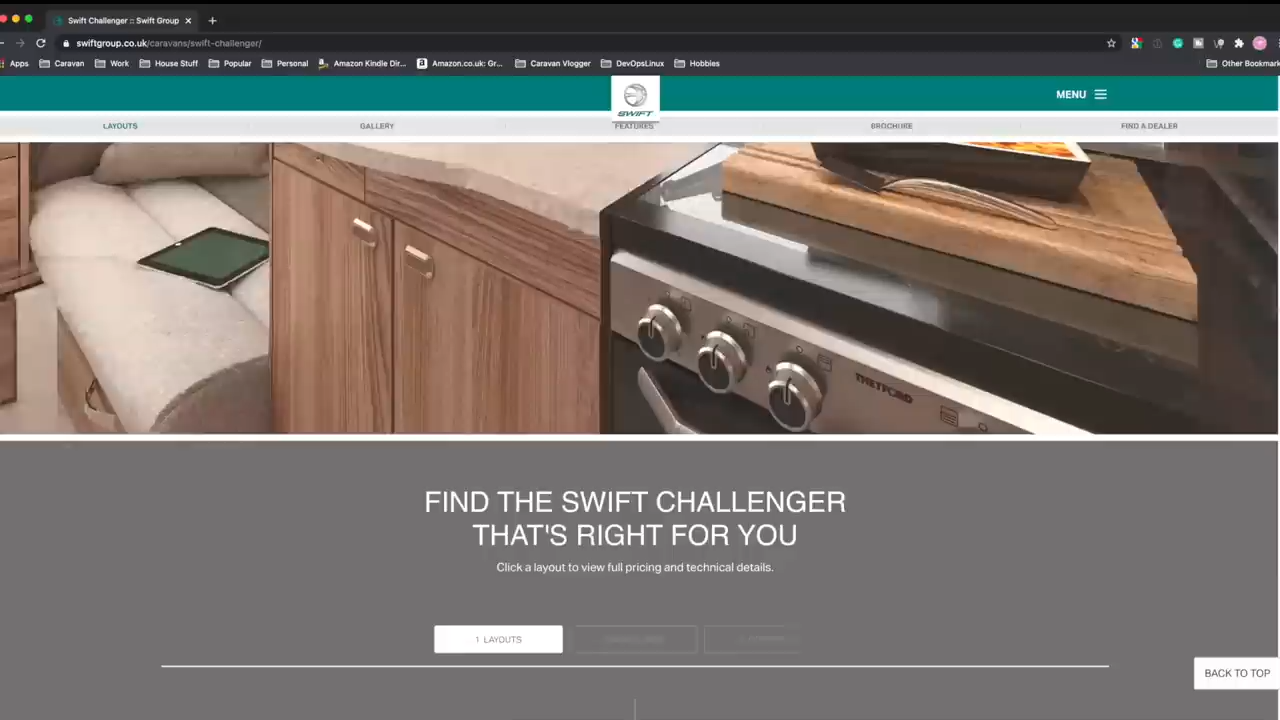 Swift Challenger :: Swift Group
swiftgroup.co.uk/caravans/swift-challenger/
Apps Caravan Work House Stuff Popular Personal Amazon Kindle Dir... Amazon.co.uk: Gr... Caravan Vlogger DevOpsLinux Hobbies Other Bookmark
SWIFT
MENU
LAYOUTS GALLERY FEATURES BROCHURE FIND A DEALER
THETFORD
FIND THE SWIFT CHALLENGER
THAT'S RIGHT FOR YOU
Click a layout to view full pricing and technical details.
1 LAYOUTS
BACK TO TOP